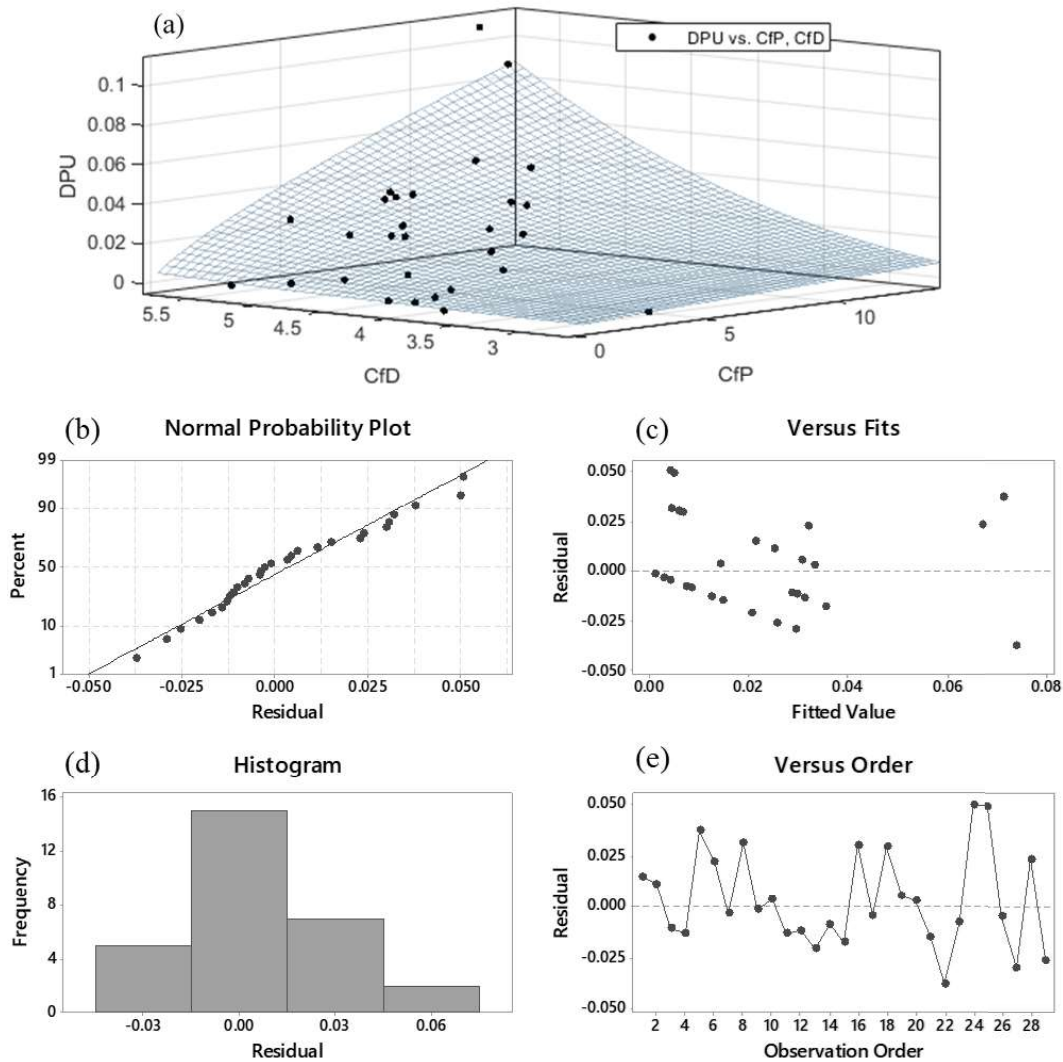 (a)
DPU vs. CfP, CfD
0.1
0.08
0.06
0.04
0.02
0
DPU
5.5
5
4.5
4
3.5
3
CfD
0
5
10
CfP
(b) Normal Probability Plot
99
90
50
10
1
Percent
-0.050 -0.025 0.000 0.025 0.050
Residual
(c) Versus Fits
0.050
0.025
0.000
-0.025
-0.050
Residual
0.00 0.02 0.04 0.06 0.08
Fitted Value
(d) Histogram
16
12
8
4
0
Frequency
-0.03 0.00 0.03 0.06
Residual
(e) Versus Order
0.050
0.025
0.000
-0.025
-0.050
Residual
2 4 6 8 10 12 14 16 18 20 22 24 26 28
Observation Order